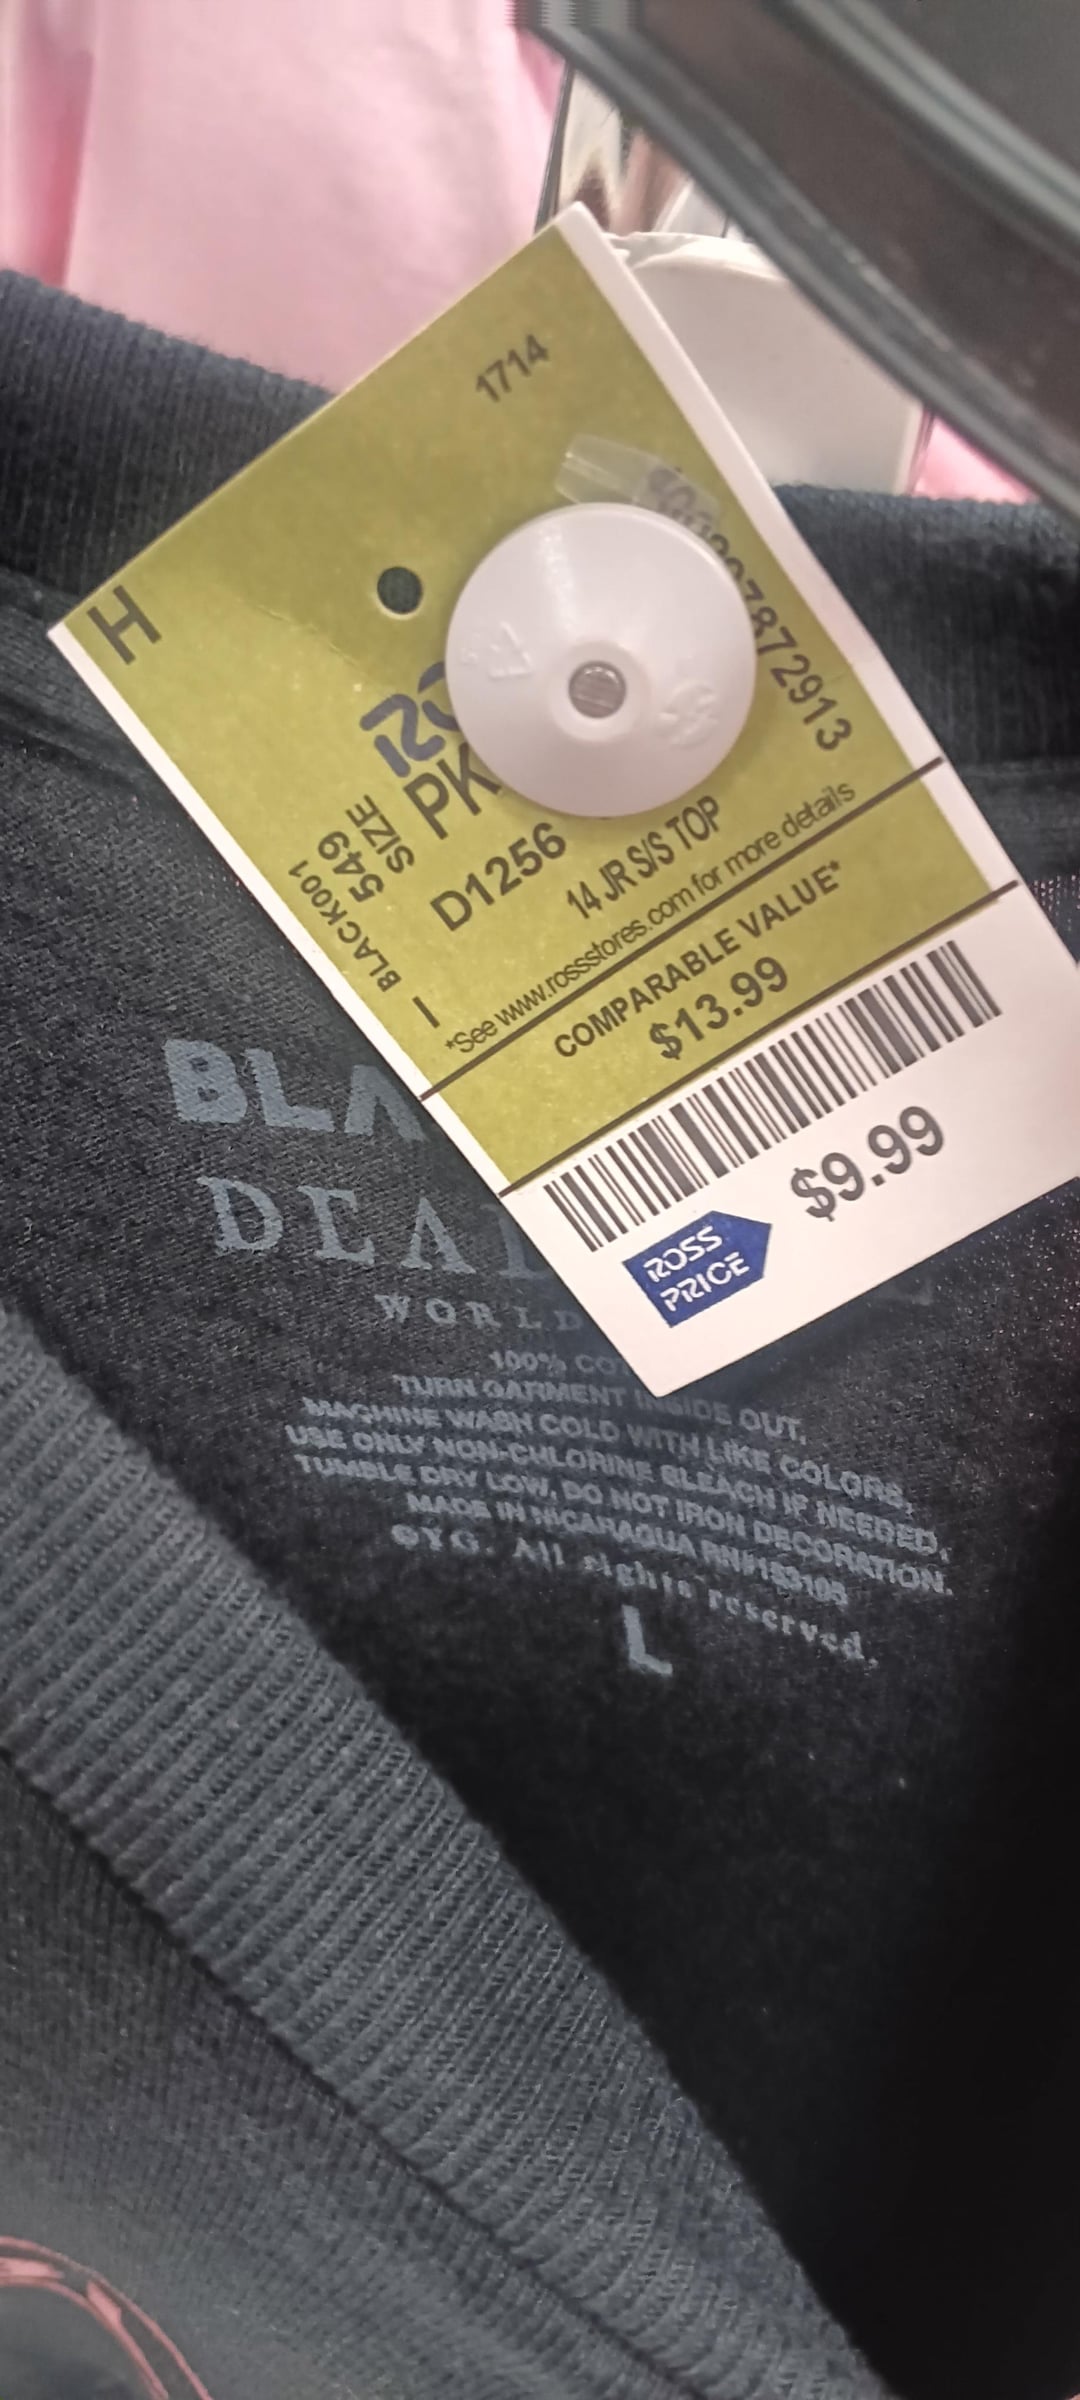 1714
H
PK
D1256
14 JR S/S TOP
549
SIZE
BLACK001
I
*See www.rossstores.com for more details
COMPARABLE VALUE*
$13.99
$9.99
ROSS
PRICE
WORLD
100%
TURN GARMENT INSIDE OUT.
MACHINE WASH COLD WITH LIKE COLORS.
USE ONLY NON-CHLORINE BLEACH IF NEEDED.
TUMBLE DRY LOW. DO NOT IRON DECORATION.
MADE IN NICARAGUA
©YG. All rights reserved.
L